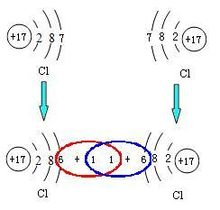 +17 2 8 7 7 8 2 +17
Cl Cl
+17 2 8 6 + 1 1 + 6 8 2 +17
Cl Cl